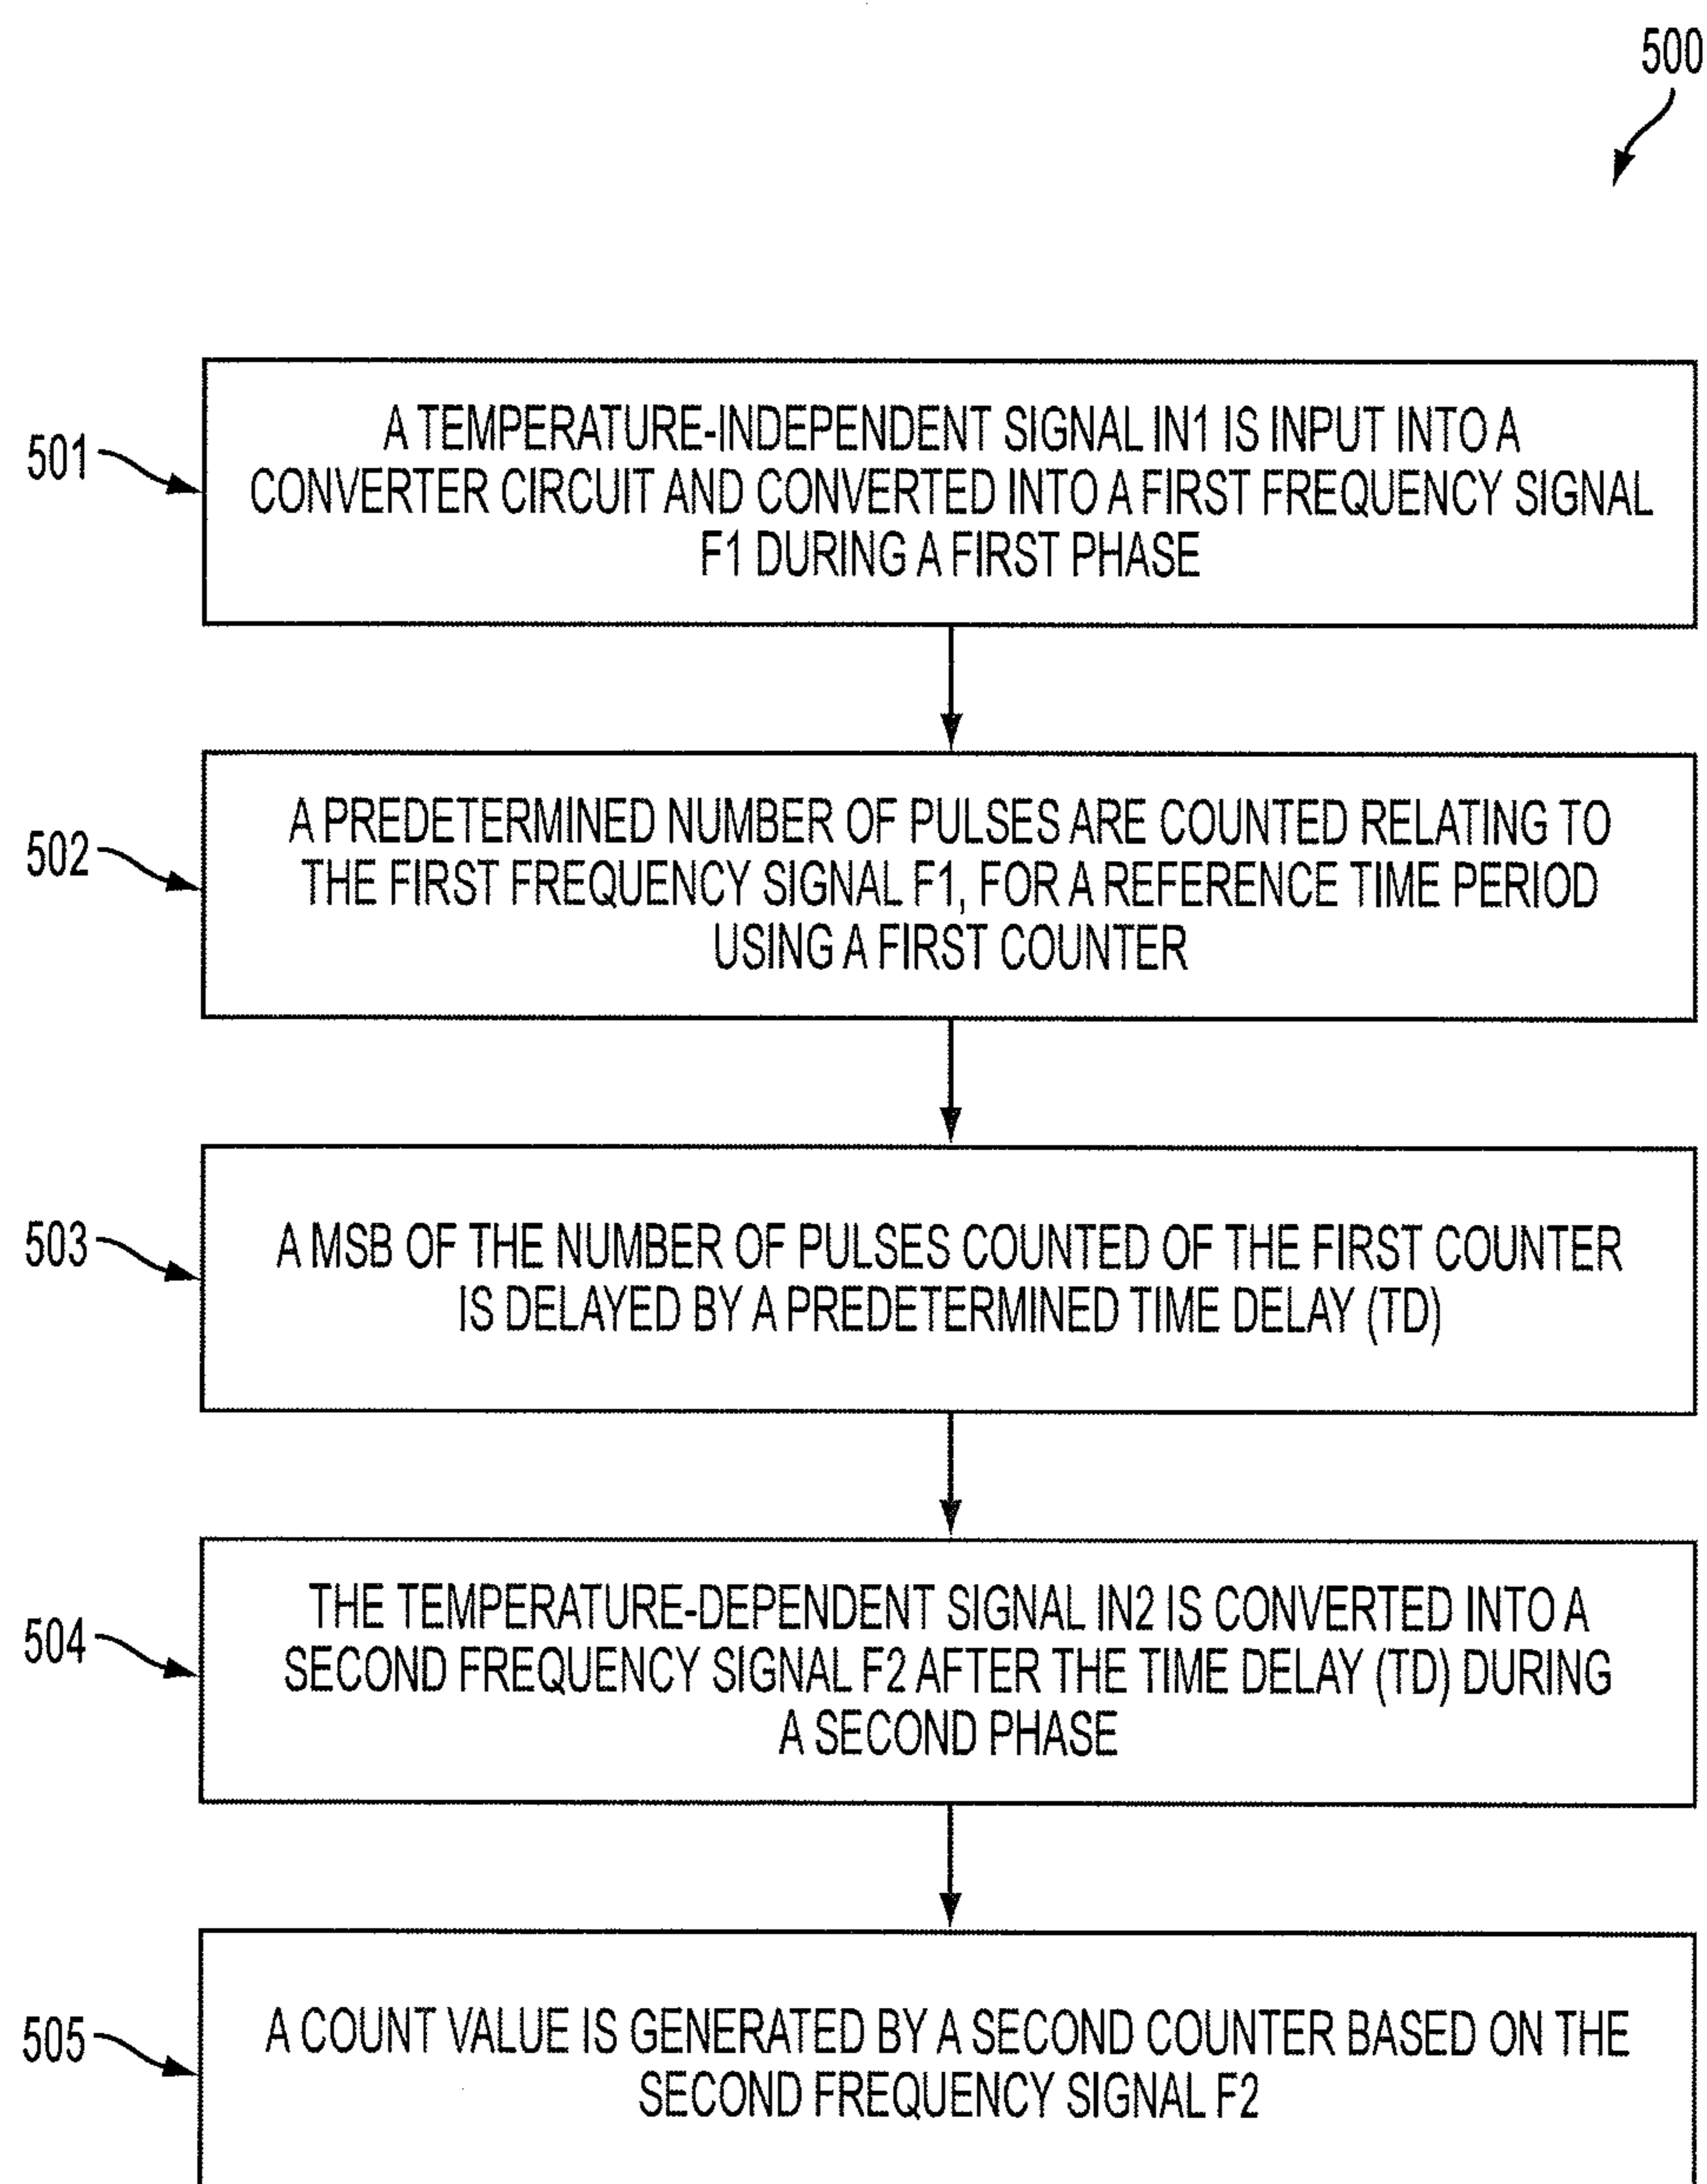 500
501
A TEMPERATURE-INDEPENDENT SIGNAL IN1 IS INPUT INTO A
CONVERTER CIRCUIT AND CONVERTED INTO A FIRST FREQUENCY SIGNAL
F1 DURING A FIRST PHASE
502
A PREDETERMINED NUMBER OF PULSES ARE COUNTED RELATING TO
THE FIRST FREQUENCY SIGNAL F1, FOR A REFERENCE TIME PERIOD
USING A FIRST COUNTER
503
A MSB OF THE NUMBER OF PULSES COUNTED OF THE FIRST COUNTER
IS DELAYED BY A PREDETERMINED TIME DELAY (TD)
504
THE TEMPERATURE-DEPENDENT SIGNAL IN2 IS CONVERTED INTO A
SECOND FREQUENCY SIGNAL F2 AFTER THE TIME DELAY (TD) DURING
A SECOND PHASE
505
A COUNT VALUE IS GENERATED BY A SECOND COUNTER BASED ON THE
SECOND FREQUENCY SIGNAL F2